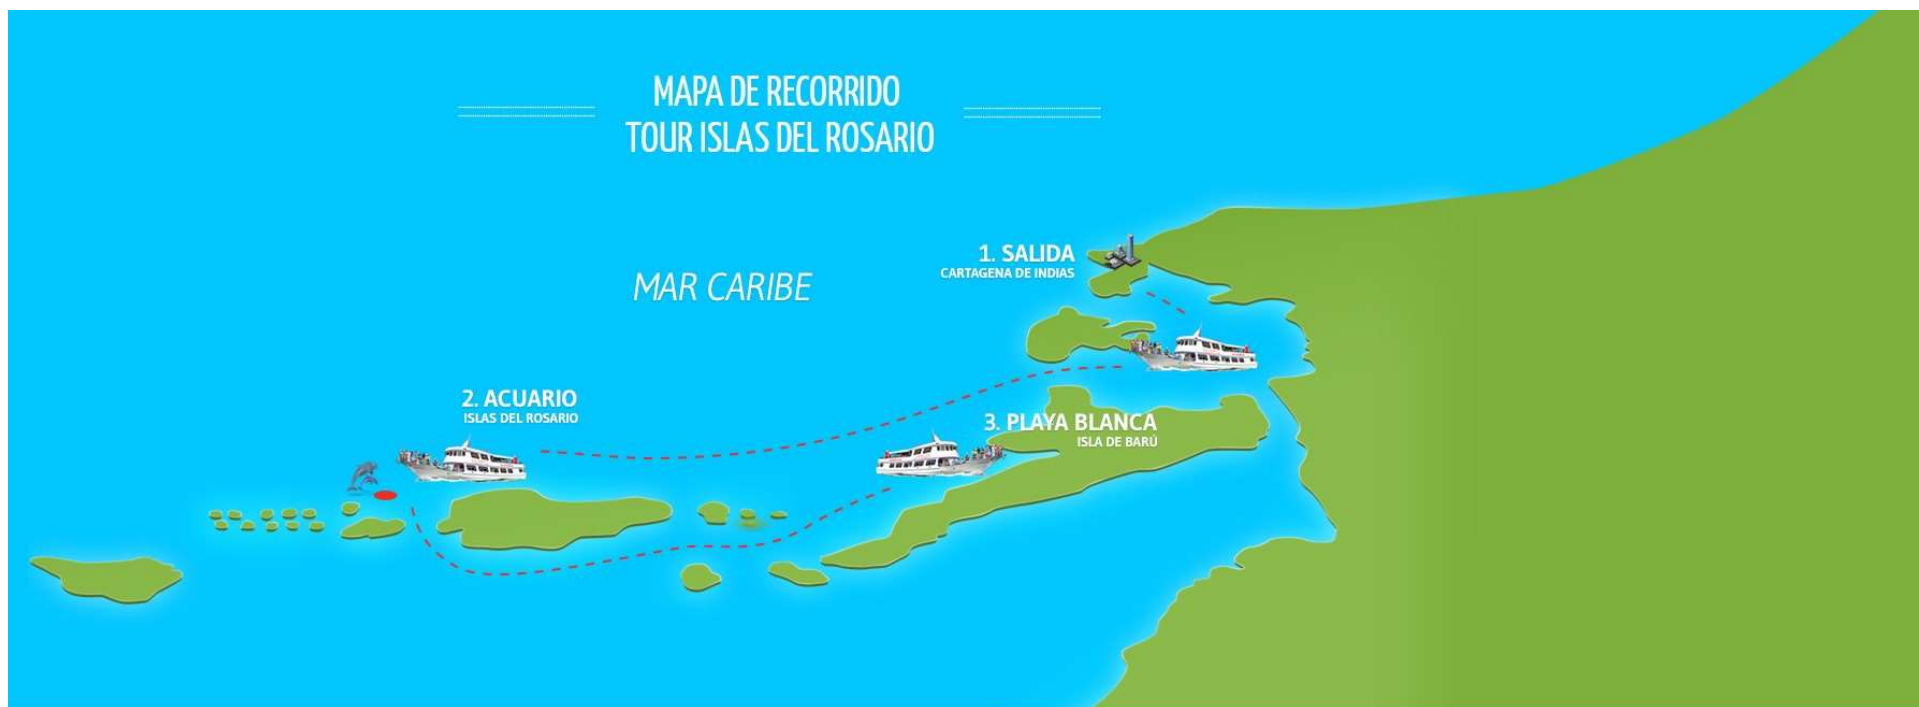 MAPA DE RECORRIDO
TOUR ISLAS DEL ROSARIO
MAR CARIBE
1. SALIDA
CARTAGENA DE INDIAS
2. ACUARIO
ISLAS DEL ROSARIO
3. PLAYA BLANCA
ISLA DE BARÚ